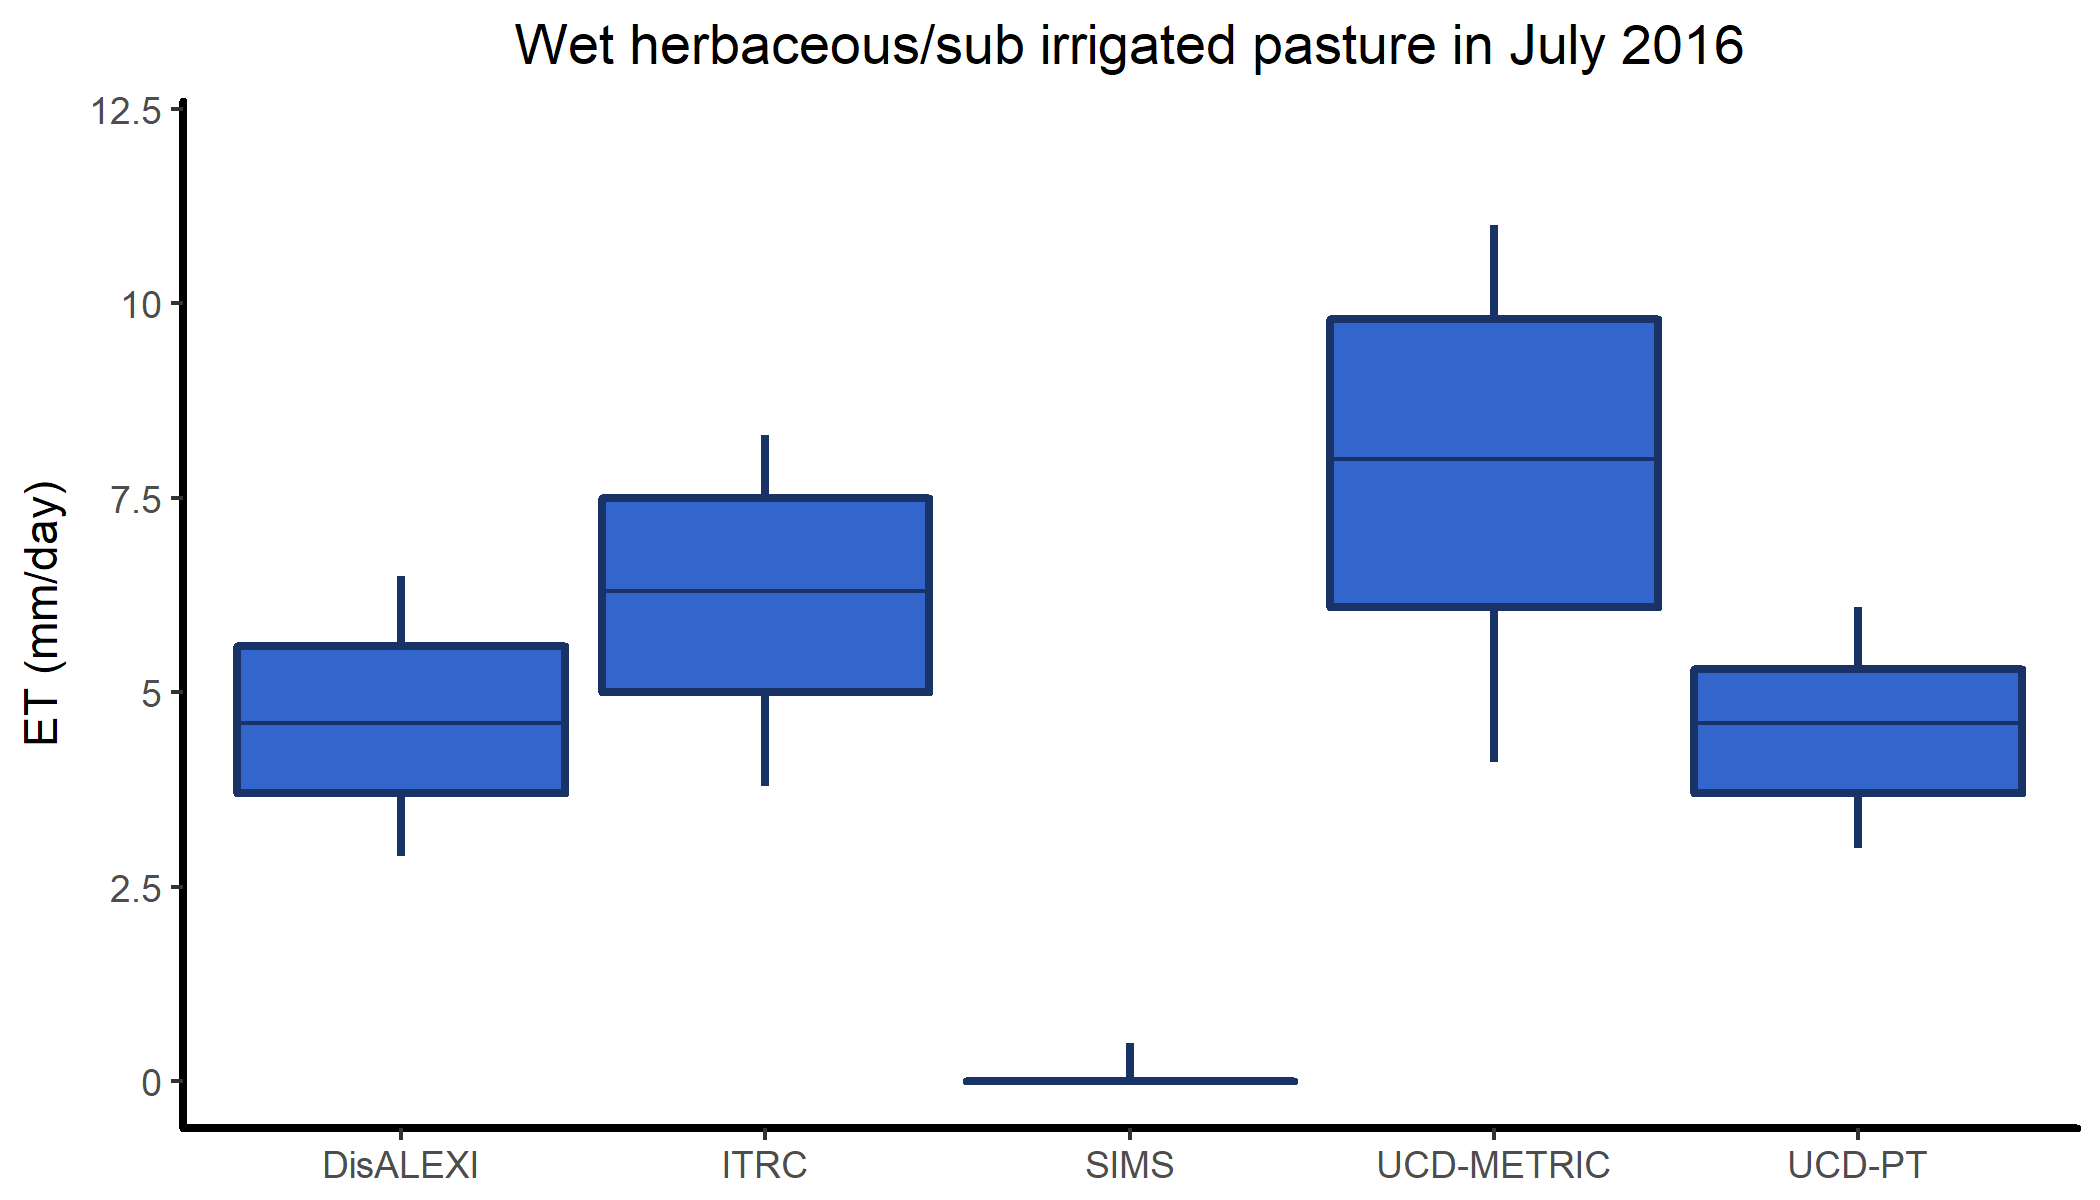 Wet herbaceous/sub irrigated pasture in July 2016
ET (mm/day)
12.5
10
7.5
5
2.5
0
DisALEXI ITRC SIMS UCD-METRIC UCD-PT